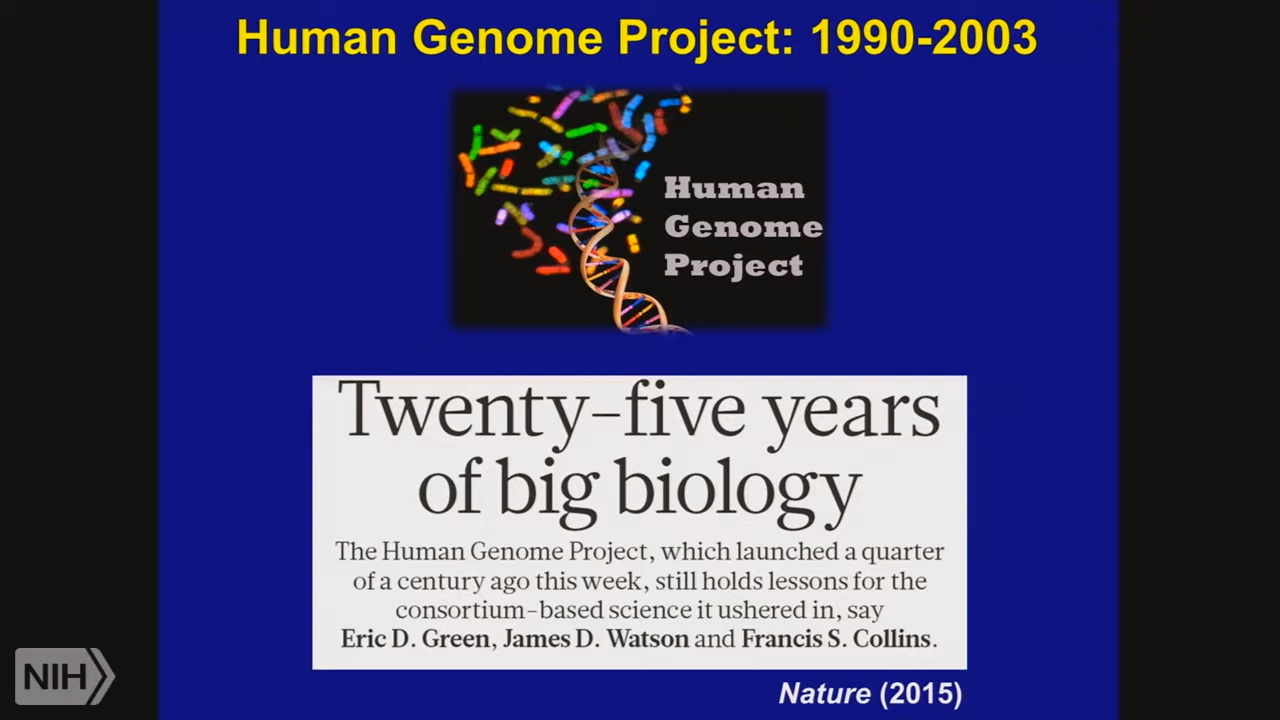 Human Genome Project: 1990-2003
Human
Genome
Project
Twenty-five years
of big biology
The Human Genome Project, which launched a quarter
of a century ago this week, still holds lessons for the
consortium-based science it ushered in, say
Eric D. Green, James D. Watson and Francis S. Collins.
NIH
Nature (2015)